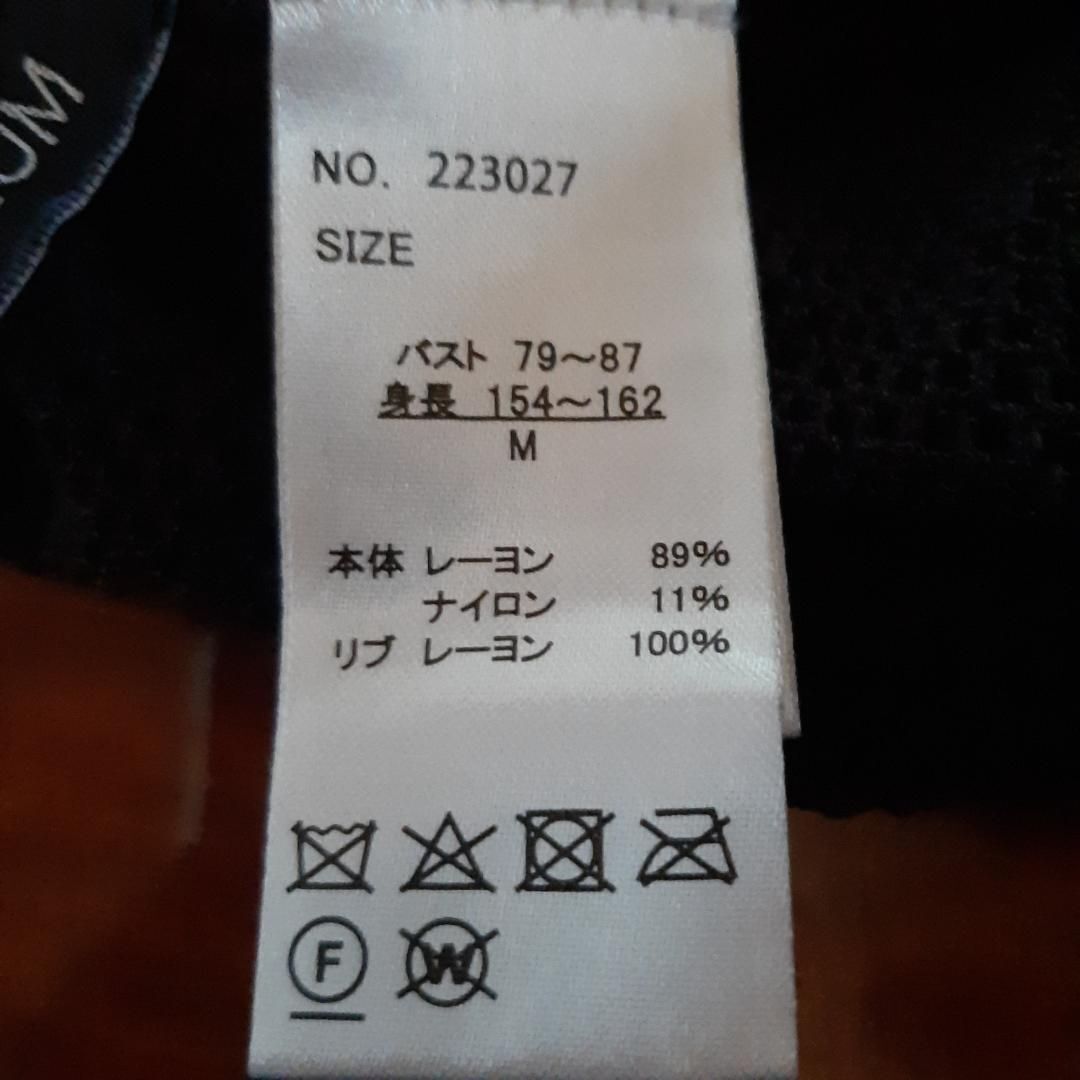 NO. 223027
SIZE
バスト 79～87
身長 154～162
M
本体 レーヨン 89%
ナイロン 11%
リブ レーヨン 100%
F
W